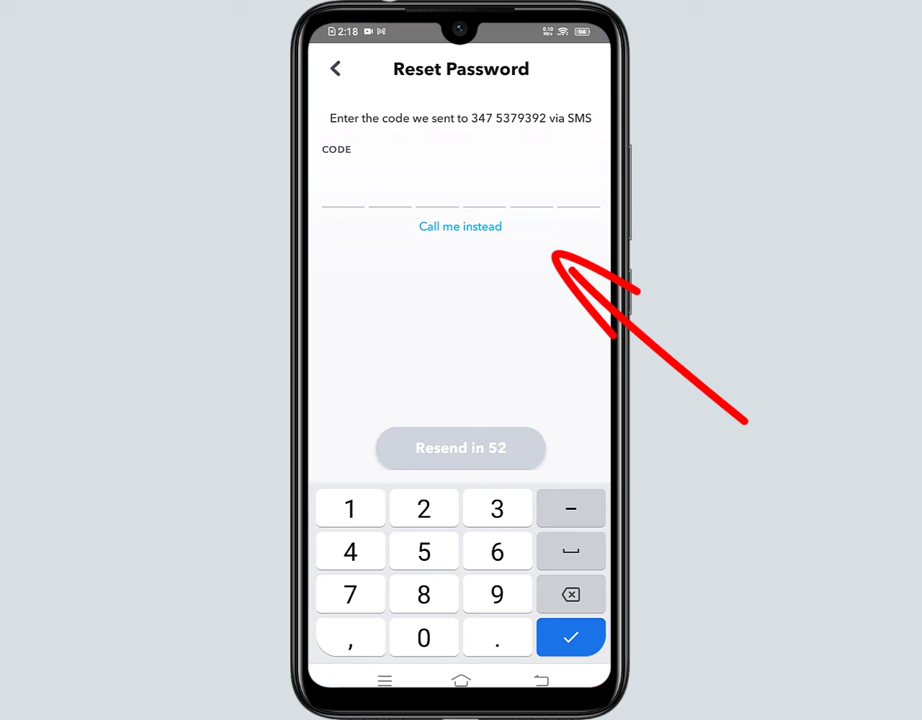 2:18
Reset Password
Enter the code we sent to 347 5379392 via SMS
CODE
Call me instead
Resend in 52
1 2 3 –
4 5 6
7 8 9
, 0 .